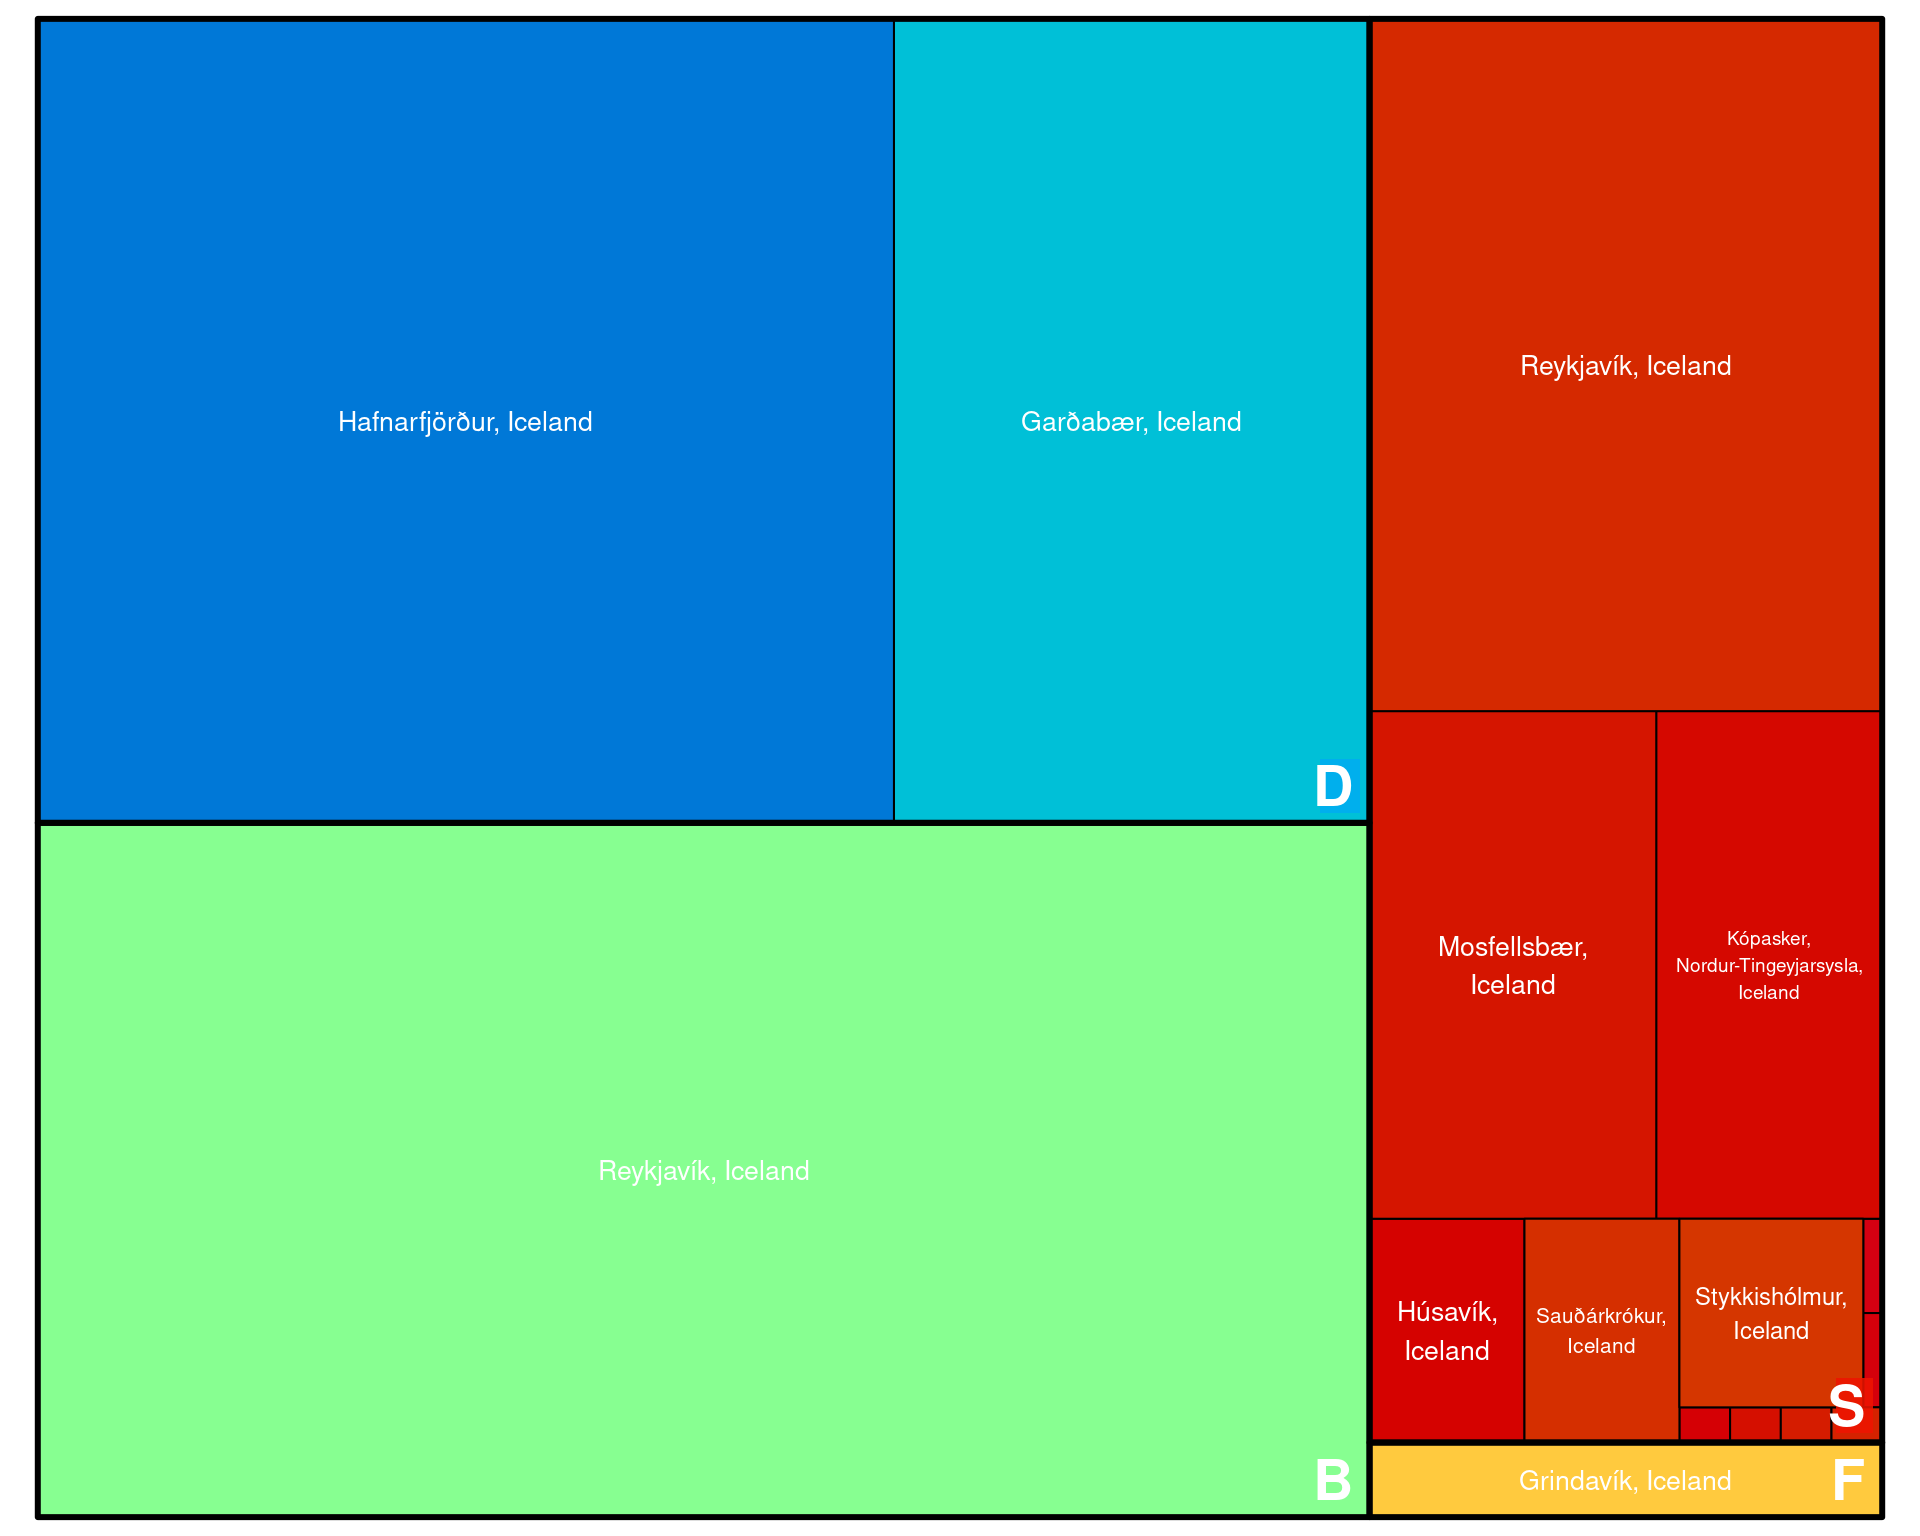 Hafnarfjörður, Iceland
Garðabær, Iceland
D
Reykjavík, Iceland
B
Reykjavík, Iceland
Mosfellsbær,
Iceland
Kópasker,
Nordur-Tingeyjarsysla,
Iceland
Húsavík,
Iceland
Sauðárkrókur,
Iceland
Stykkishólmur,
Iceland
S
Grindavík, Iceland
F